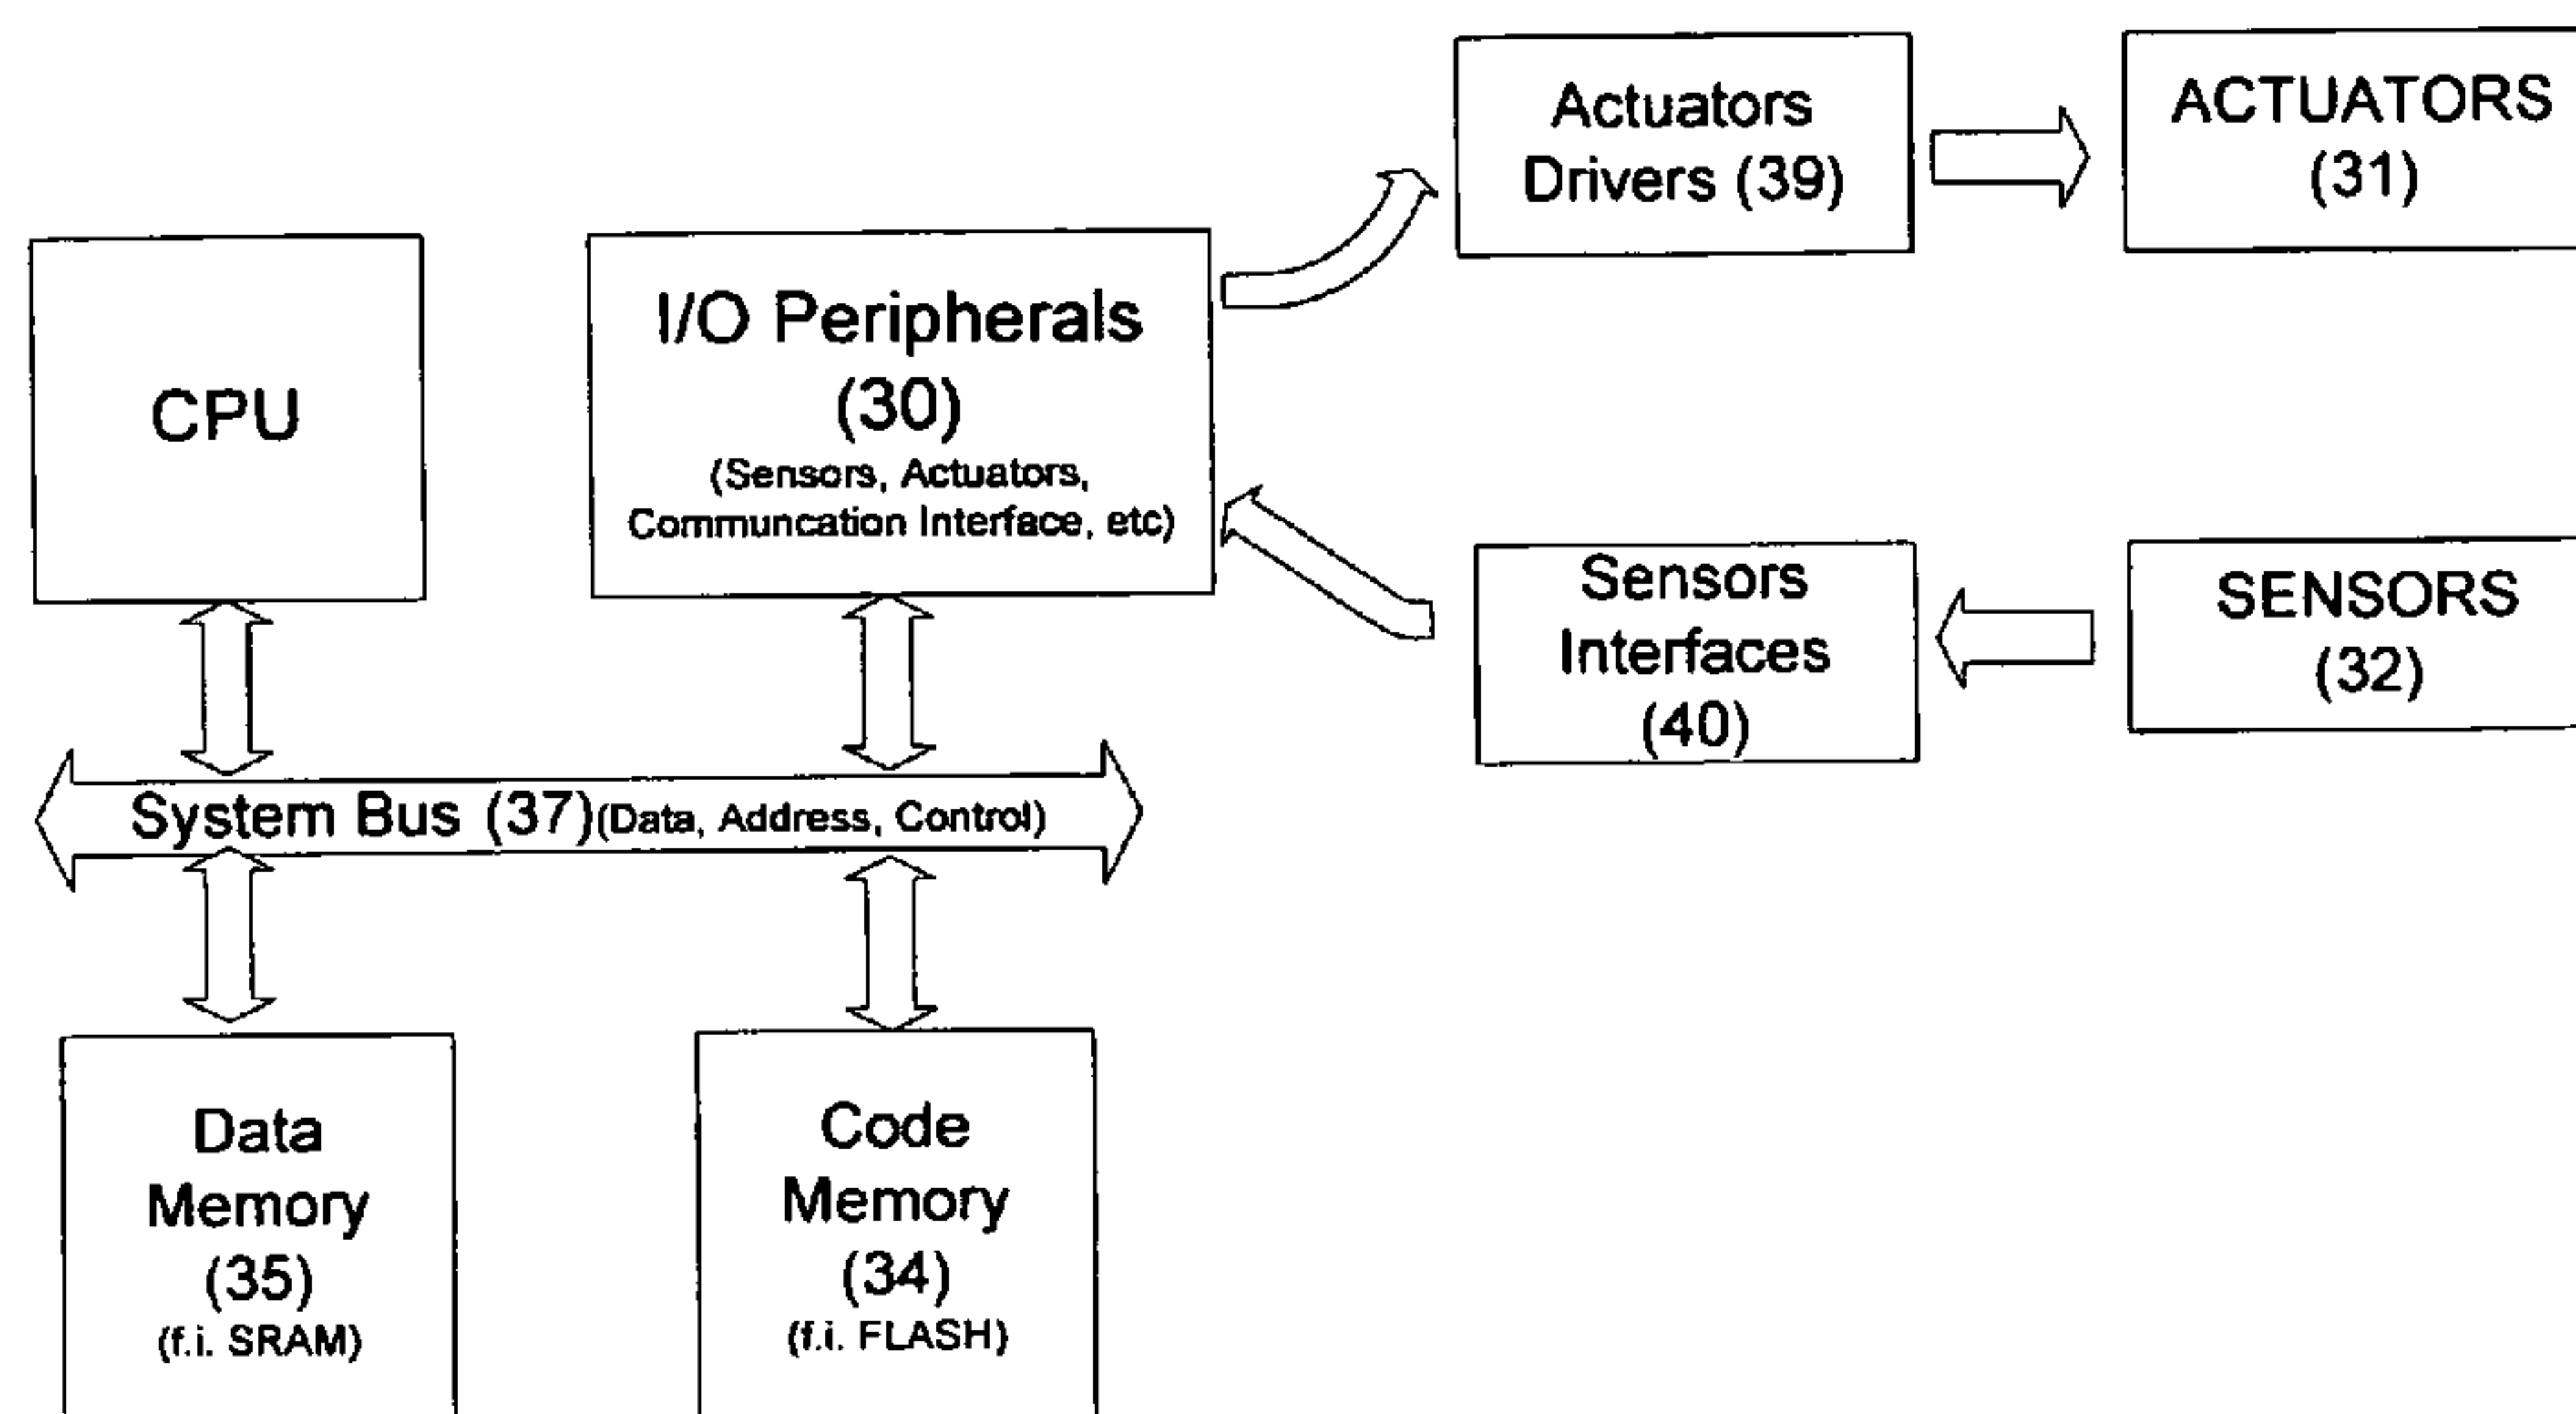 Actuators
Drivers (39)
ACTUATORS
(31)
CPU
I/O Peripherals
(30)
(Sensors, Actuators,
Communcation Interface, etc)
Sensors
Interfaces
(40)
SENSORS
(32)
System Bus (37)(Data, Address, Control)
Data
Memory
(35)
(f.i. SRAM)
Code
Memory
(34)
(f.i. FLASH)